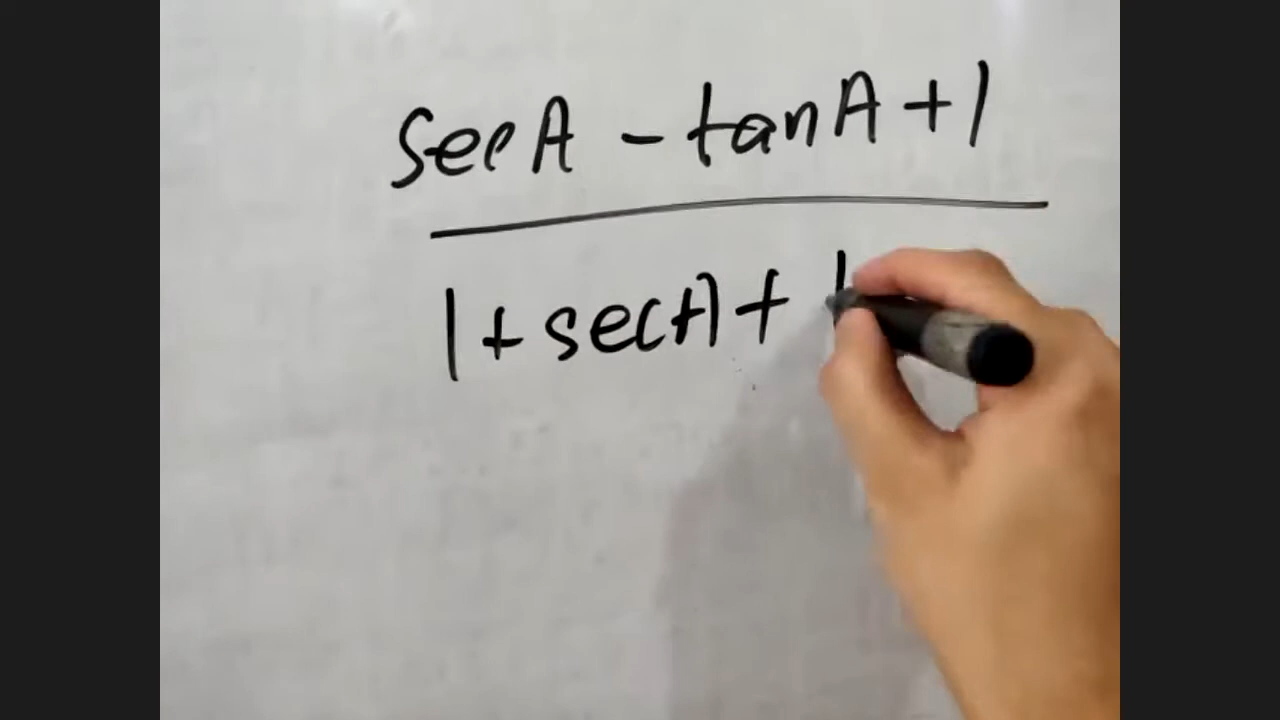 secA - tanA + 1
1 + secA +